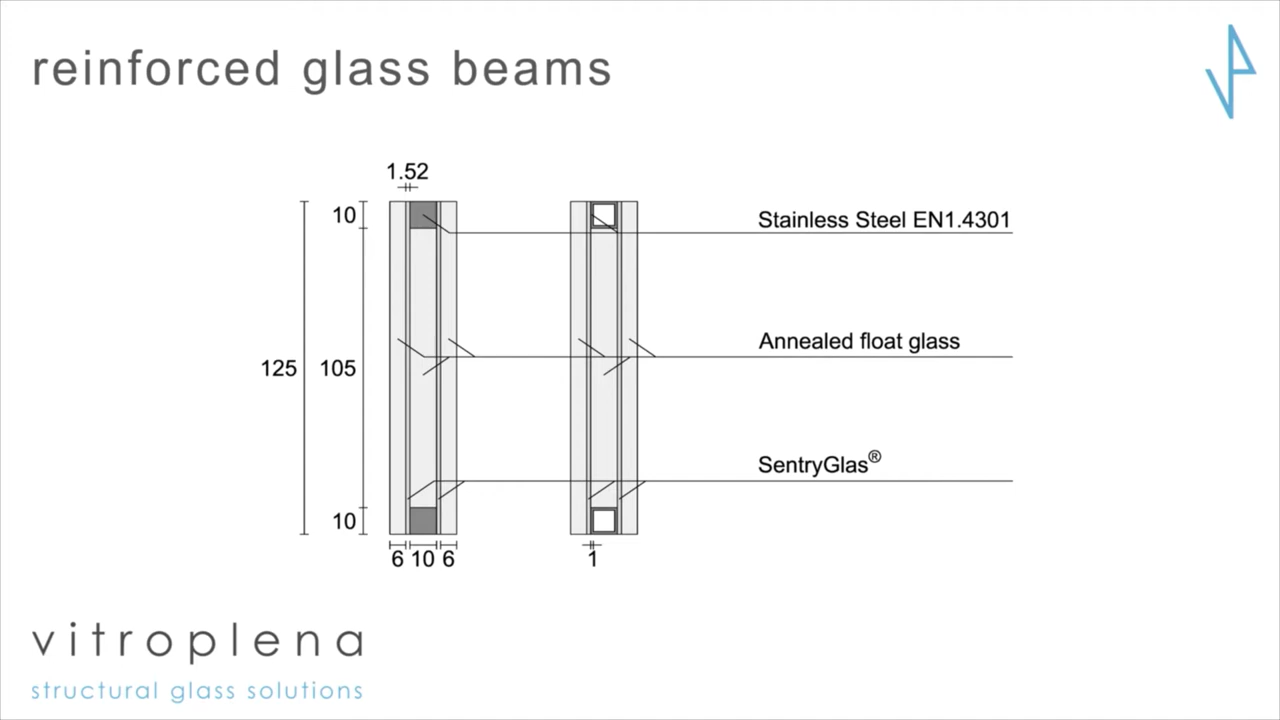 reinforced glass beams
1.52
10
Stainless Steel EN1.4301
Annealed float glass
125
105
SentryGlas®
10
6 10 6
1
vitroplena
structural glass solutions